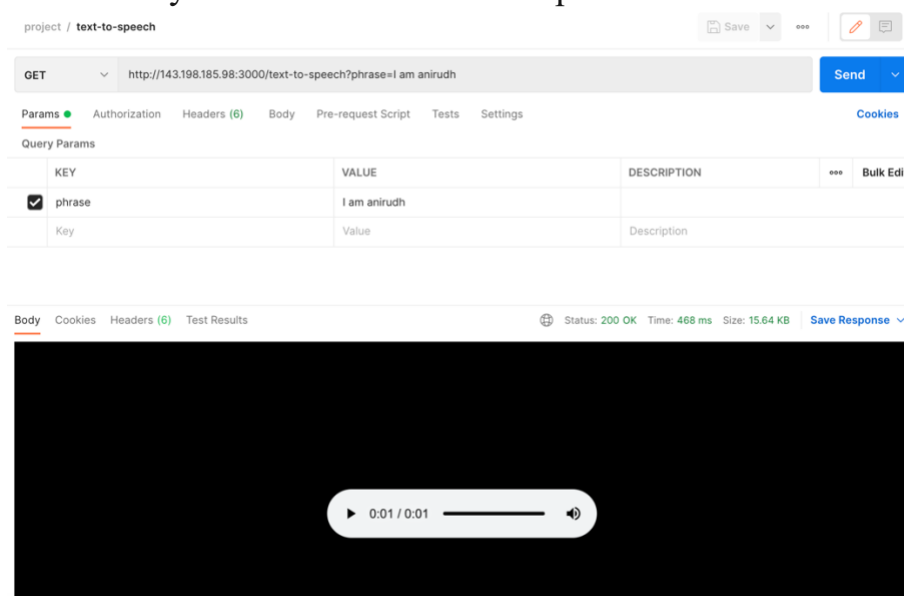 project / text-to-speech
Save
GET http://143.198.185.98:3000/text-to-speech?phrase=I am anirudh Send
Params Authorization Headers (6) Body Pre-request Script Tests Settings Cookies
Query Params
KEY VALUE DESCRIPTION Bulk Edi
phrase I am anirudh
Key Value Description
Body Cookies Headers (6) Test Results Status: 200 OK Time: 468 ms Size: 15.64 KB Save Response
0:01 / 0:01